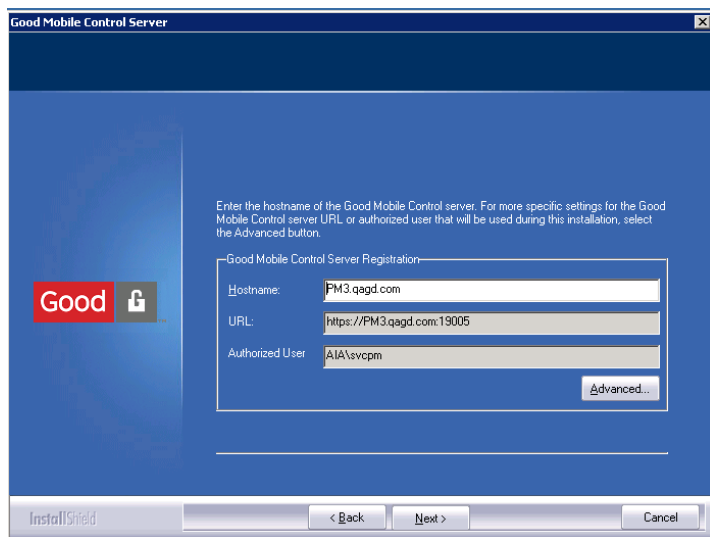 Good Mobile Control Server
Enter the hostname of the Good Mobile Control server. For more specific settings for the Good
Mobile Control server URL or authorized user that will be used during this installation, select
the Advanced button.
Good Mobile Control Server Registration
Hostname:
PM3.qagd.com
URL:
https://PM3.qagd.com:19005
Authorized User
AIA\svcpm
Advanced...
Good
InstallShield
< Back
Next >
Cancel